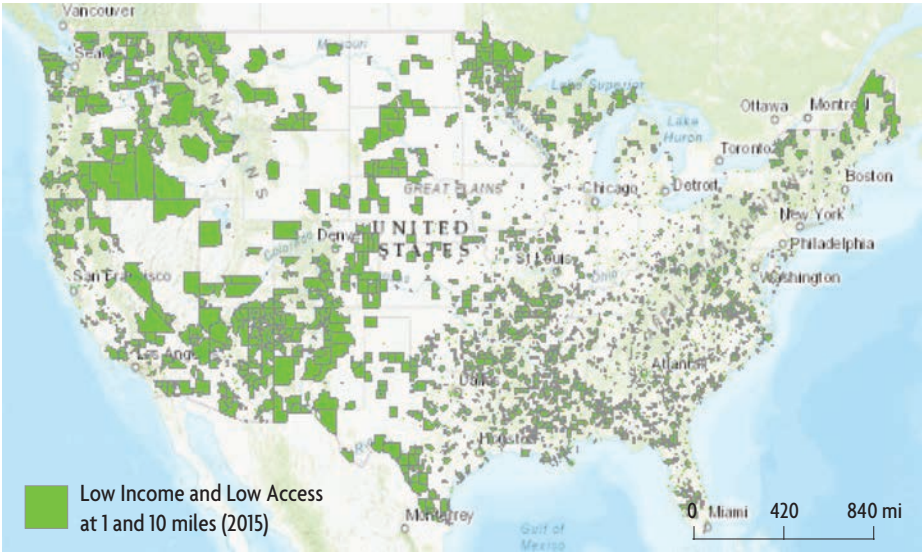 Vancouver
Seattle
Missouri
Lake Superior
Ottawa
Montreal
Lake
Huron
Toronto
GREAT PLAINS
Chicago
Detroit
Boston
New York
Denver
UNITED
STATES
Colorado
St Louis
Ohio
Philadelphia
Washington
San Francisco
Los Angeles
Atlanta
Dallas
Houston
Monterrey
Miami
Gulf of
Mexico
Low Income and Low Access
at 1 and 10 miles (2015)
0 420 840 mi